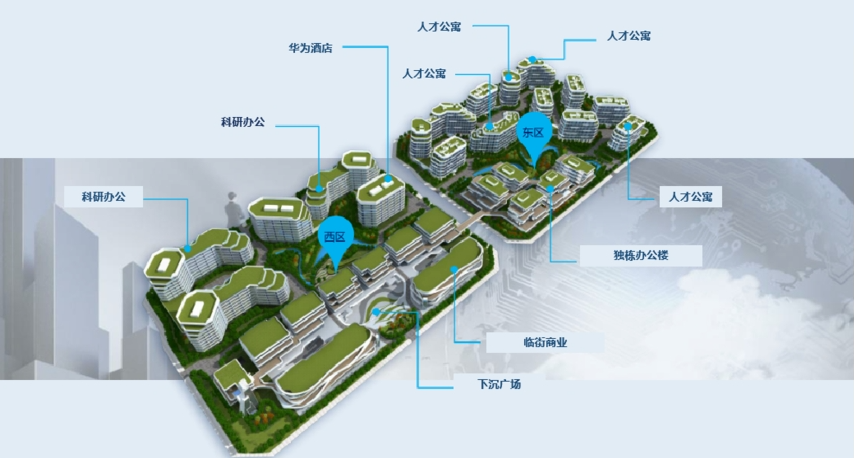 人才公寓
人才公寓
华为酒店
人才公寓
科研办公
东区
科研办公
人才公寓
西区
独栋办公楼
临街商业
下沉广场